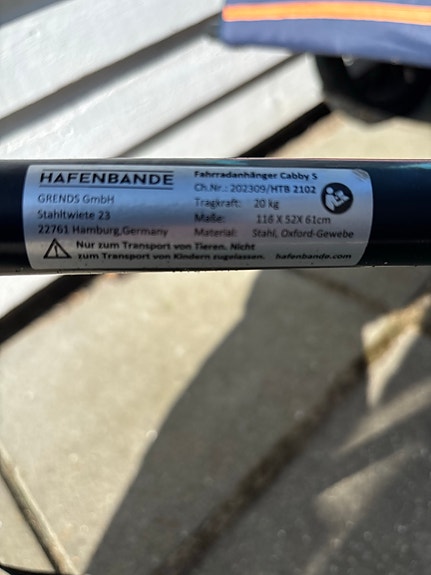 HAFENBANDE
GRENDS GmbH
Stahltwiete 23
22761 Hamburg,Germany
Fahrradanhänger Cabby S
Ch.Nr.: 202309/HTB 2102
Tragkraft: 20 kg
Maße: 118 X 52X 61cm
Material: Stahl, Oxford-Gewebe
Nur zum Transport von Tieren. Nicht
zum Transport von Kindern zugelassen. hafenbande.com